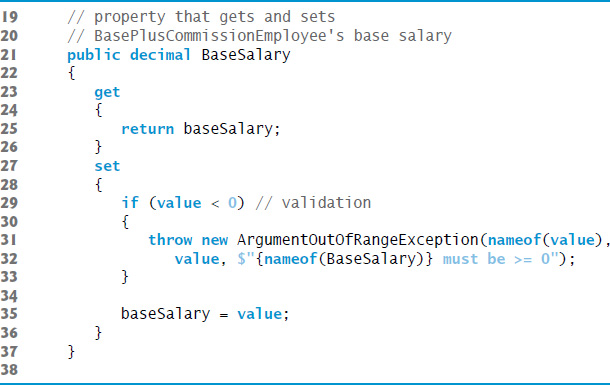 19 // property that gets and sets
20 // BasePlusCommissionEmployee's base salary
21 public decimal BaseSalary
22 {
23 get
24 {
25 return baseSalary;
26 }
27 set
28 {
29 if (value < 0) // validation
30 {
31 throw new ArgumentOutOfRangeException(nameof(value),
32 value, $"{nameof(BaseSalary)} must be >= 0");
33 }
34
35 baseSalary = value;
36 }
37 }
38